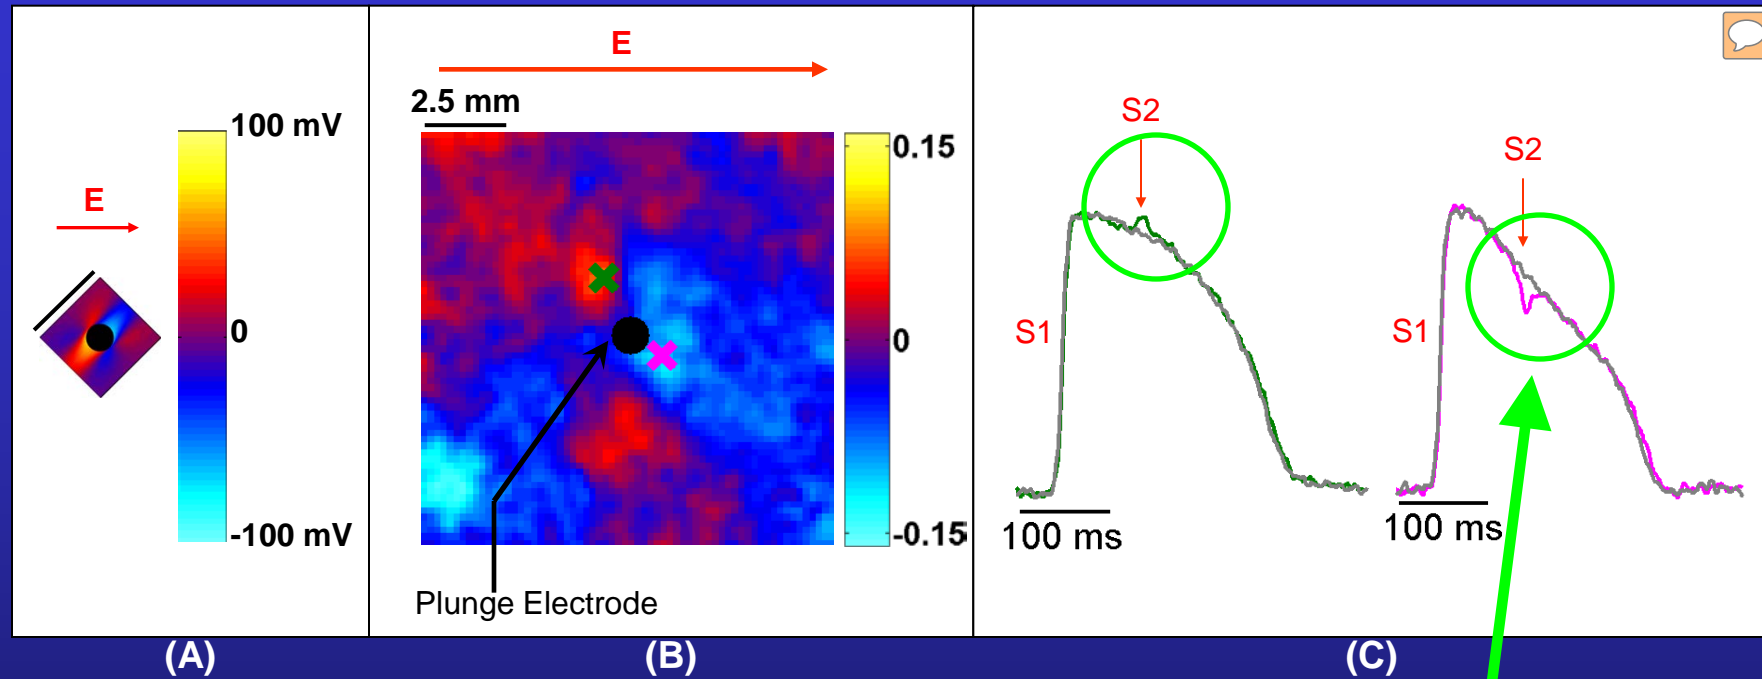 E
100 mV
0
-100 mV
(A)
E
2.5 mm
0.15
0
-0.15
Plunge Electrode
(B)
S2
S1
100 ms
S2
S1
100 ms
(C)